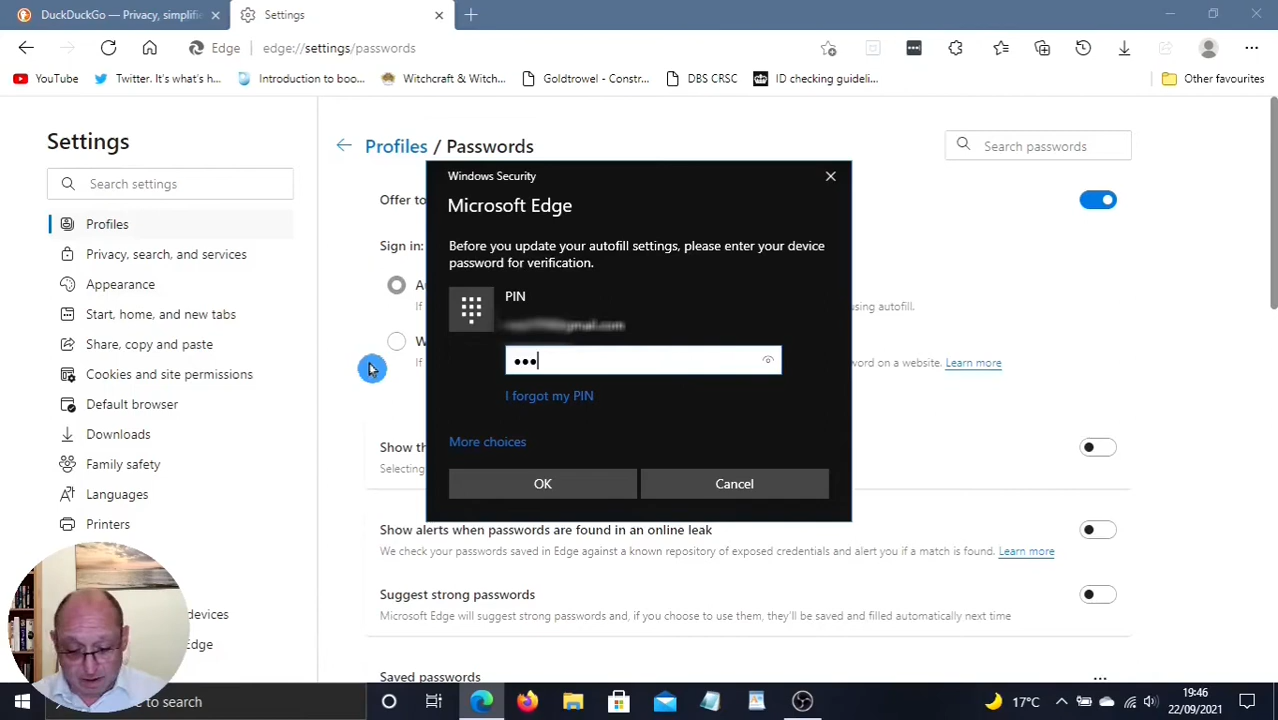 DuckDuckGo — Privacy, simplifi
Settings
Edge
edge://settings/passwords
YouTube
Twitter. It's what's h...
Introduction to boo...
Witchcraft & Witch...
Goldtrowel - Constr...
DBS CRSC
ID checking guideli...
Other favourites
Settings
Search settings
Profiles
Privacy, search, and services
Appearance
Start, home, and new tabs
Share, copy and paste
Cookies and site permissions
Default browser
Downloads
Family safety
Languages
Printers
devices
Profiles / Passwords
Search passwords
Offer to
Sign in:
using autofill.
If
If
word on a website. Learn more
Show th
Selecting
Show alerts when passwords are found in an online leak
We check your passwords saved in Edge against a known repository of exposed credentials and alert you if a match is found. Learn more
Suggest strong passwords
Microsoft Edge will suggest strong passwords and, if you choose to use them, they'll be saved and filled automatically next time
Saved passwords
Windows Security
Microsoft Edge
Before you update your autofill settings, please enter your device
password for verification.
PIN
I forgot my PIN
More choices
OK
Cancel
to search
17°C
19:46
22/09/2021